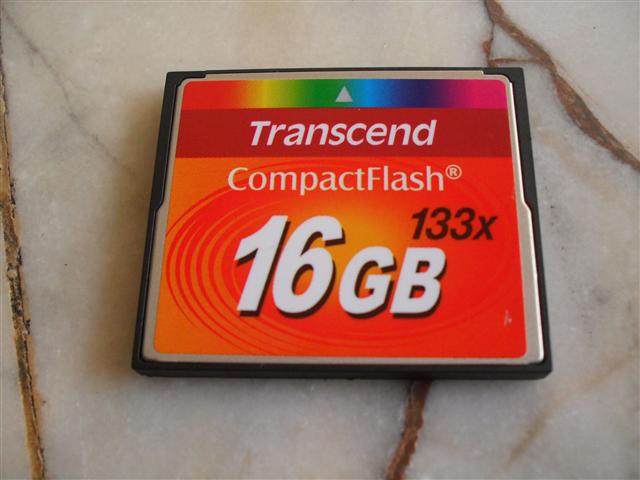 Transcend
CompactFlash®
133x
16GB